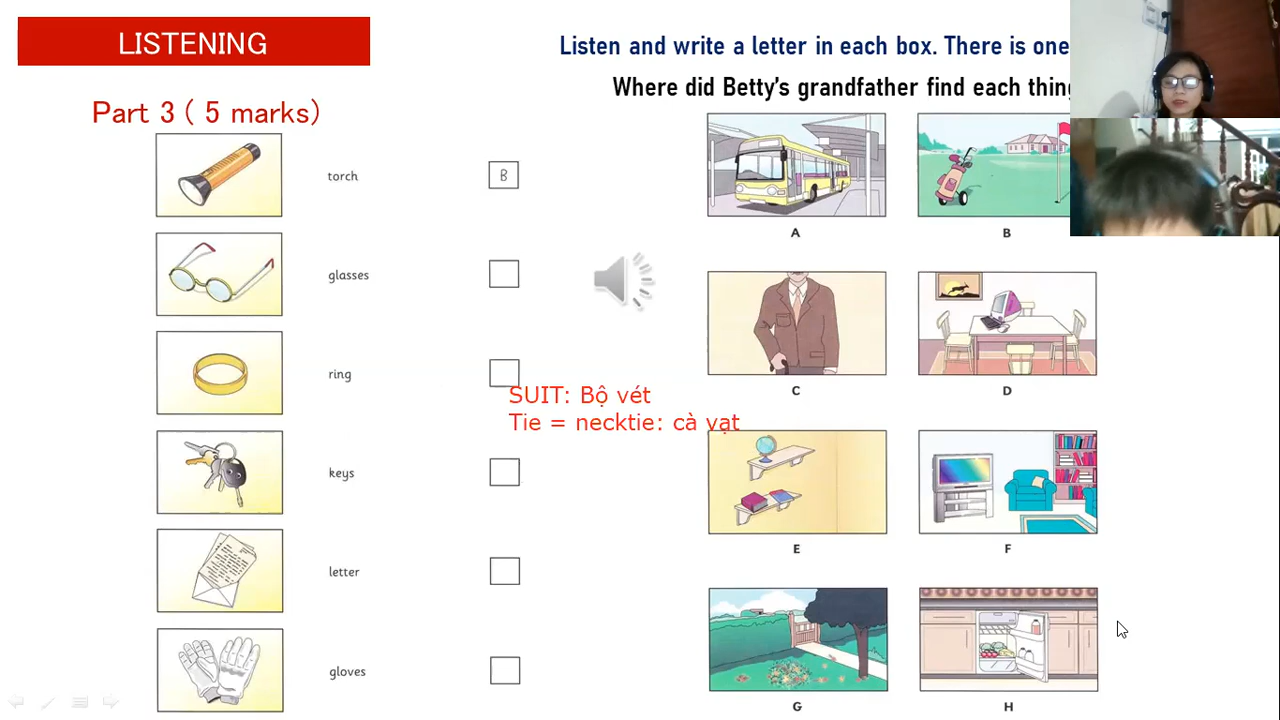 LISTENING
Listen and write a letter in each box. There is one
Where did Betty's grandfather find each thing
Part 3 ( 5 marks)
torch
B
glasses
ring
keys
letter
gloves
SUIT: Bộ vét
Tie = necktie: cà vạt
A
B
C
D
E
F
G
H